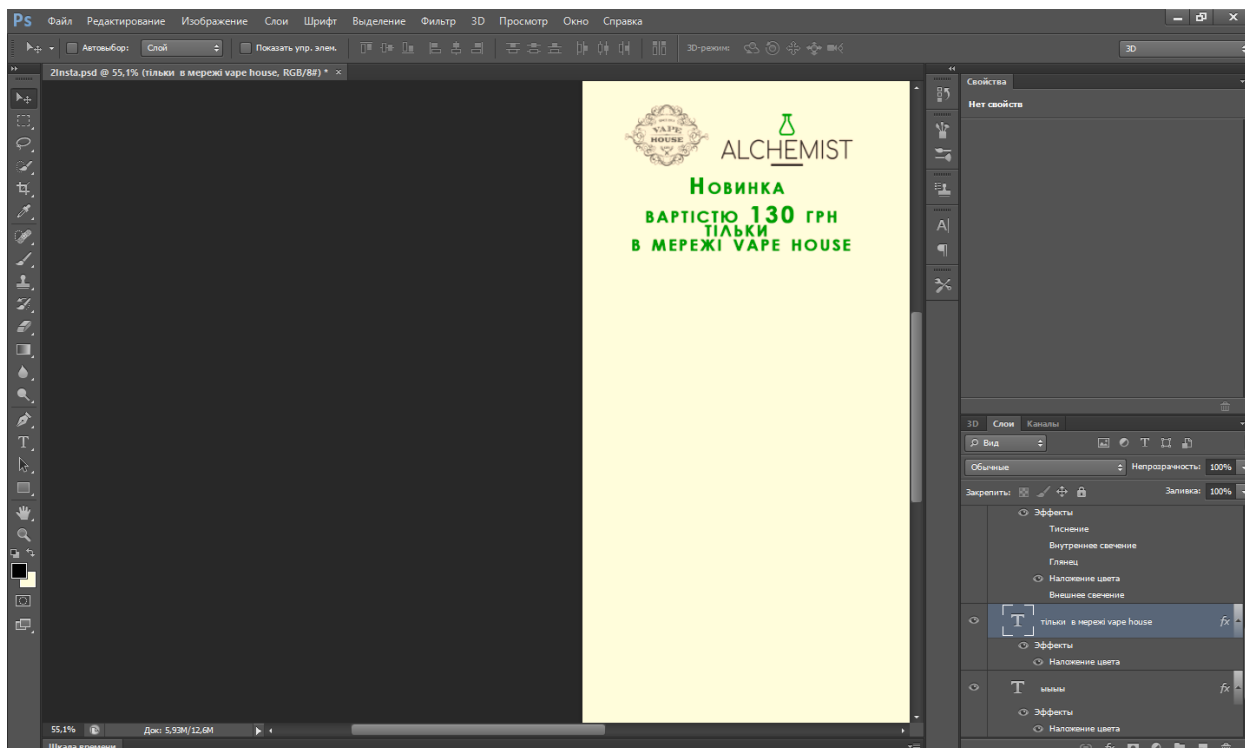 Ps Файл Редактирование Изображение Слои Шрифт Выделение Фильтр 3D Просмотр Окно Справка
Автовыбор: Слой Показать упр. элем. 3D-режим: 3D
2Insta.psd @ 55,1% (тільки в мережі vape house, RGB/8#) * ×
Свойства
Нет свойств
VAPE
HOUSE
ALCHEMIST
Новинка
вартістю 130 грн
тільки
в мережі vape house
3D Слои Каналы
Вид
Обычные Непрозрачность: 100%
Закрепить: Заливка: 100%
Эффекты
Тиснение
Внутреннее свечение
Глянец
Наложение цвета
Внешнее свечение
T тільки в мережі vape house fx
Эффекты
Наложение цвета
T ыыыы fx
Эффекты
Наложение цвета
55,1% Док: 5,93M/12,6M
Шкала времени